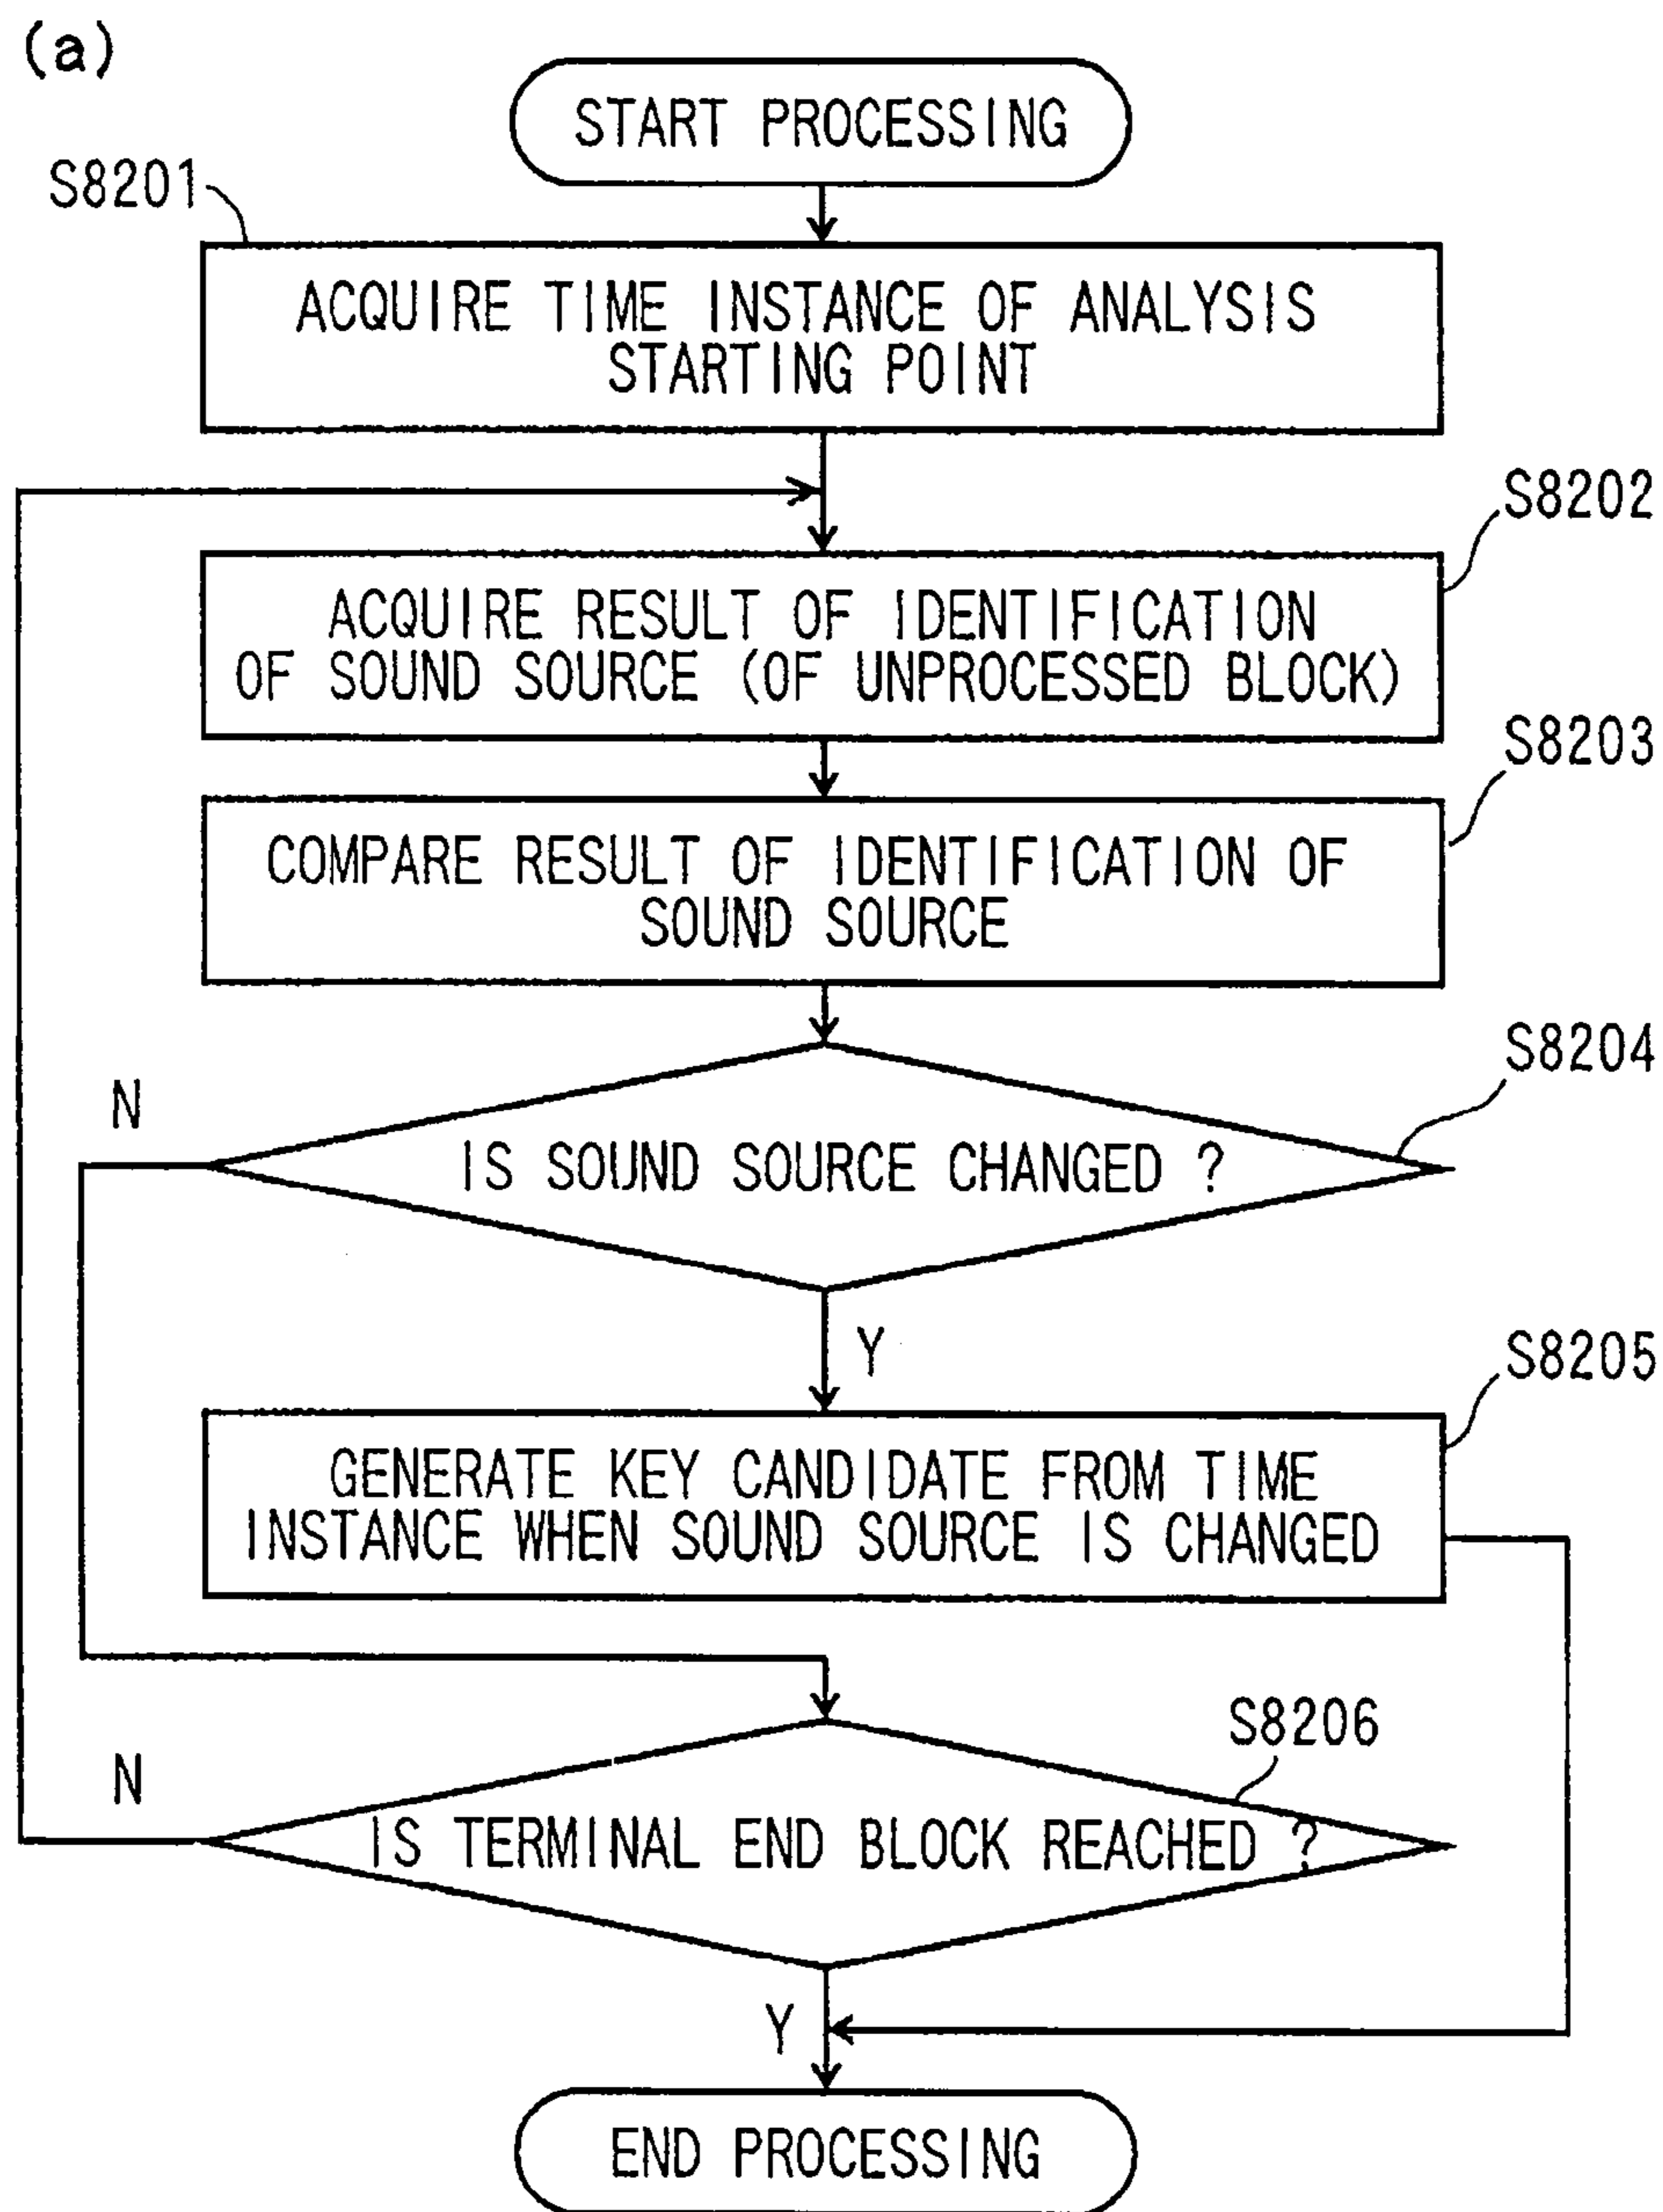 (a)
START PROCESSING
S8201
ACQUIRE TIME INSTANCE OF ANALYSIS
STARTING POINT
S8202
ACQUIRE RESULT OF IDENTIFICATION
OF SOUND SOURCE (OF UNPROCESSED BLOCK)
S8203
COMPARE RESULT OF IDENTIFICATION OF
SOUND SOURCE
S8204
N
IS SOUND SOURCE CHANGED ?
Y
S8205
GENERATE KEY CANDIDATE FROM TIME
INSTANCE WHEN SOUND SOURCE IS CHANGED
S8206
N
IS TERMINAL END BLOCK REACHED ?
Y
END PROCESSING